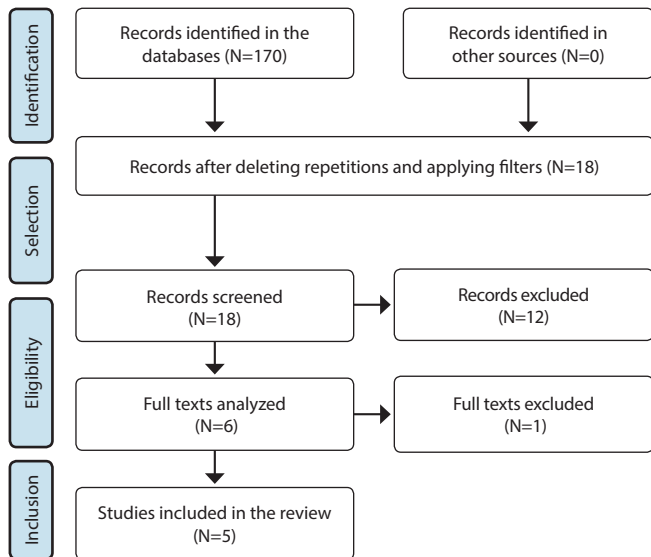 Identification
Records identified in the
databases (N=170)
Records identified in
other sources (N=0)
Records after deleting repetitions and applying filters (N=18)
Selection
Records screened
(N=18)
Records excluded
(N=12)
Eligibility
Full texts analyzed
(N=6)
Full texts excluded
(N=1)
Inclusion
Studies included in the review
(N=5)